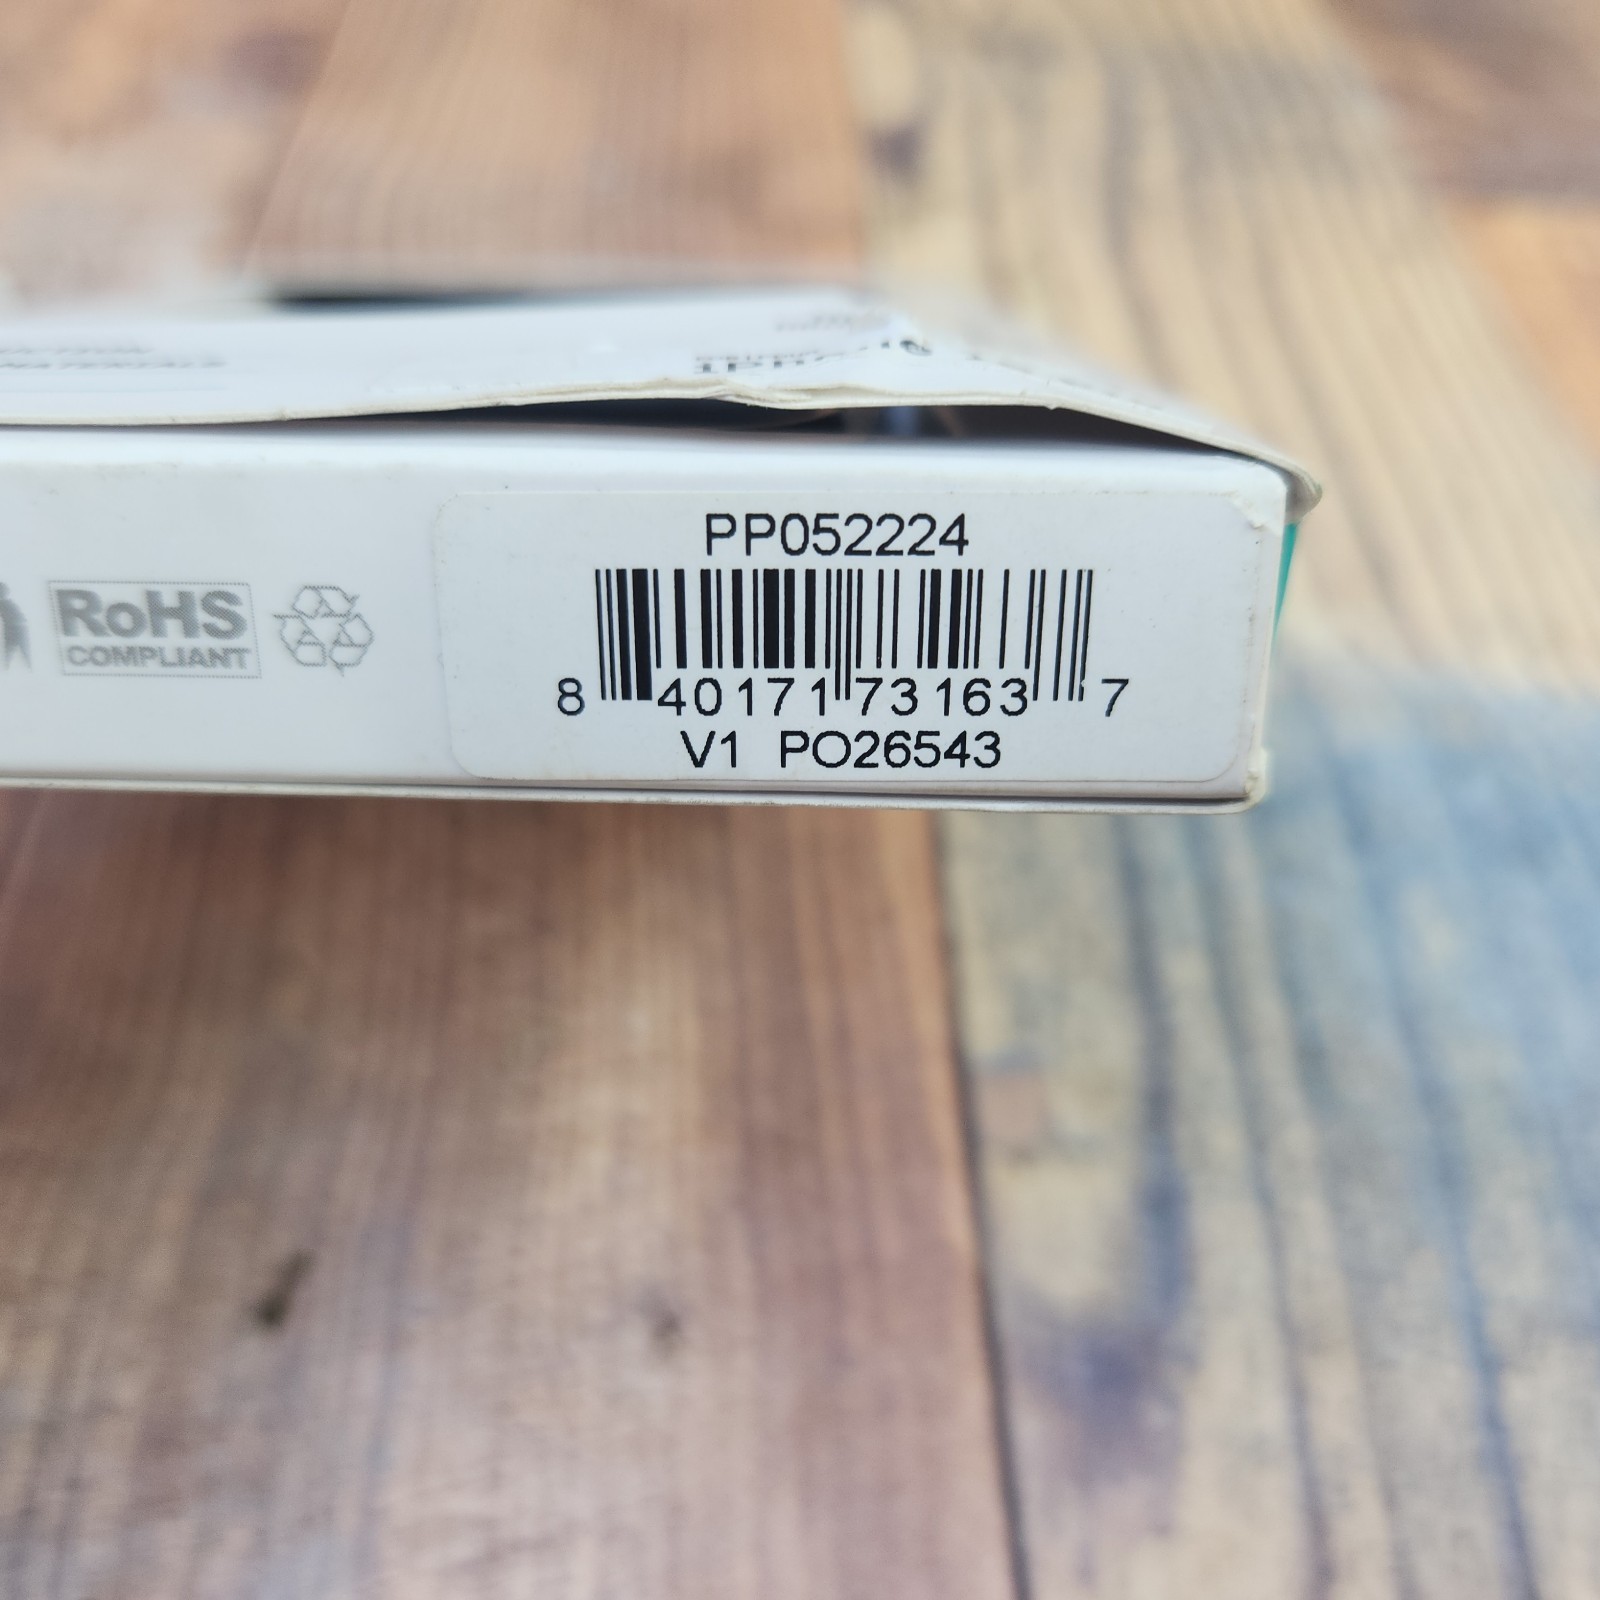 PP052224
8 40171 73163 7
V1 PO26543
RoHS
COMPLIANT